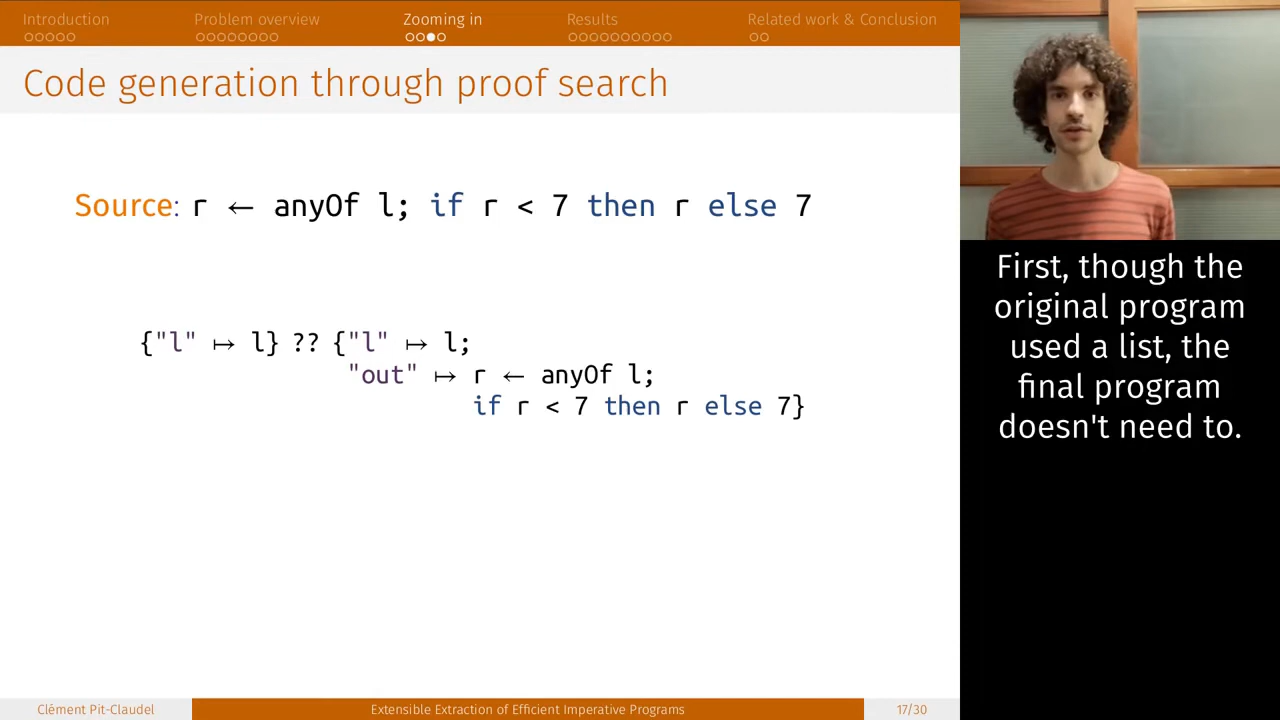 Introduction
Problem overview
Zooming in
Results
Related work & Conclusion
Code generation through proof search
Source: r ← anyOf l; if r < 7 then r else 7
{"l" ↦ l} ?? {"l" ↦ l;
"out" ↦ r ← anyOf l;
if r < 7 then r else 7}
First, though the
original program
used a list, the
final program
doesn't need to.
Clément Pit-Claudel
Extensible Extraction of Efficient Imperative Programs
17/30